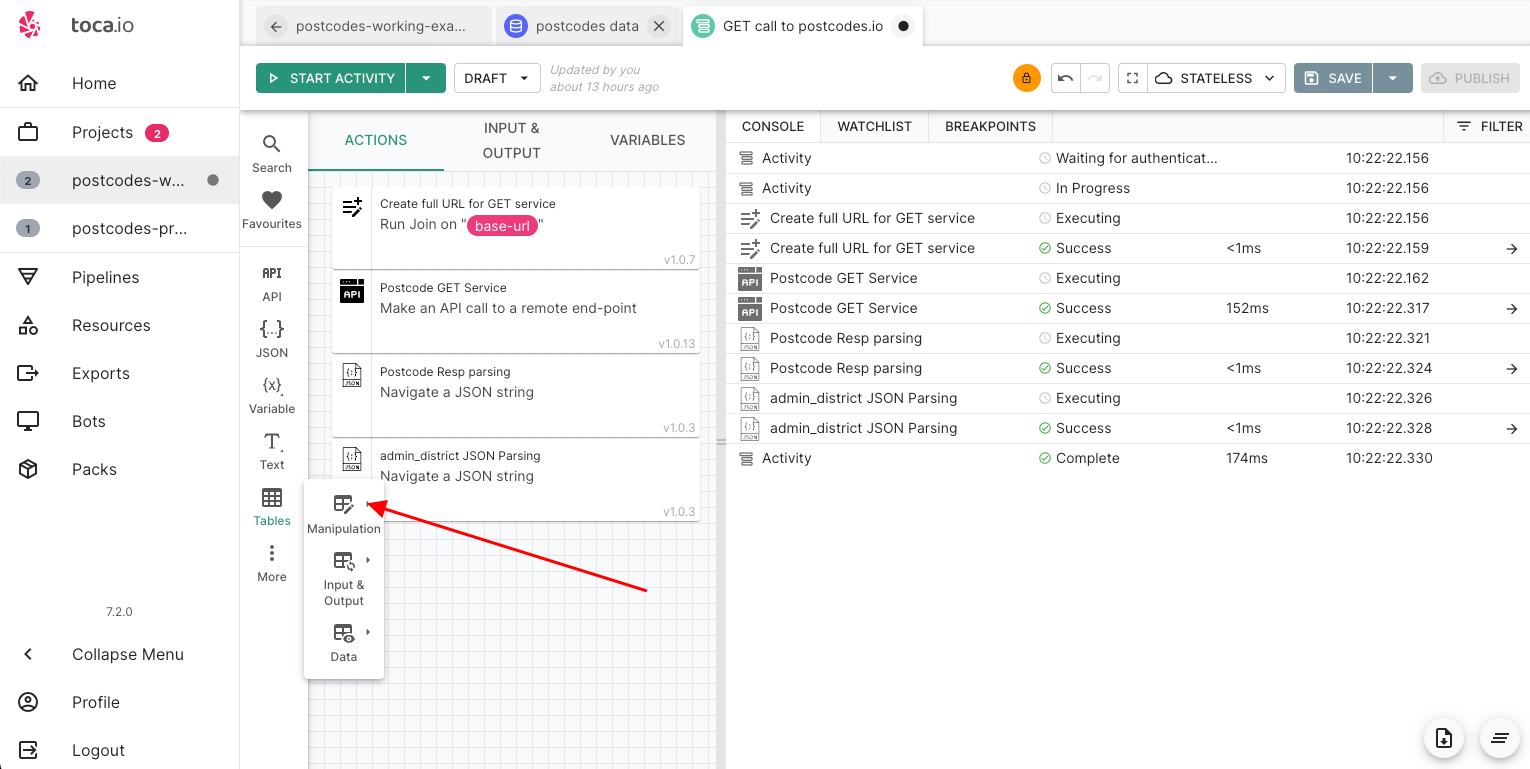 toca.io
Home
Projects 2
2 postcodes-w...
1 postcodes-pr...
Pipelines
Resources
Exports
Bots
Packs
7.2.0
Collapse Menu
Profile
Logout
postcodes-working-exa...
postcodes data
GET call to postcodes.io
START ACTIVITY
DRAFT
Updated by you
about 13 hours ago
STATELESS
SAVE
PUBLISH
Search
Favourites
API
API
{...}
JSON
{x}
Variable
T
Text
Tables
More
Manipulation
Input &
Output
Data
ACTIONS
INPUT &
OUTPUT
VARIABLES
Create full URL for GET service
Run Join on "base-url"
v1.0.7
API
Postcode GET Service
Make an API call to a remote end-point
v1.0.13
JSON
Postcode Resp parsing
Navigate a JSON string
v1.0.3
JSON
admin_district JSON Parsing
Navigate a JSON string
v1.0.3
CONSOLE
WATCHLIST
BREAKPOINTS
FILTER
Activity Waiting for authenticat... 10:22:22.156
Activity In Progress 10:22:22.156
Create full URL for GET service Executing 10:22:22.156
Create full URL for GET service Success <1ms 10:22:22.159
API Postcode GET Service Executing 10:22:22.162
API Postcode GET Service Success 152ms 10:22:22.317
JSON Postcode Resp parsing Executing 10:22:22.321
JSON Postcode Resp parsing Success <1ms 10:22:22.324
JSON admin_district JSON Parsing Executing 10:22:22.326
JSON admin_district JSON Parsing Success <1ms 10:22:22.328
Activity Complete 174ms 10:22:22.330